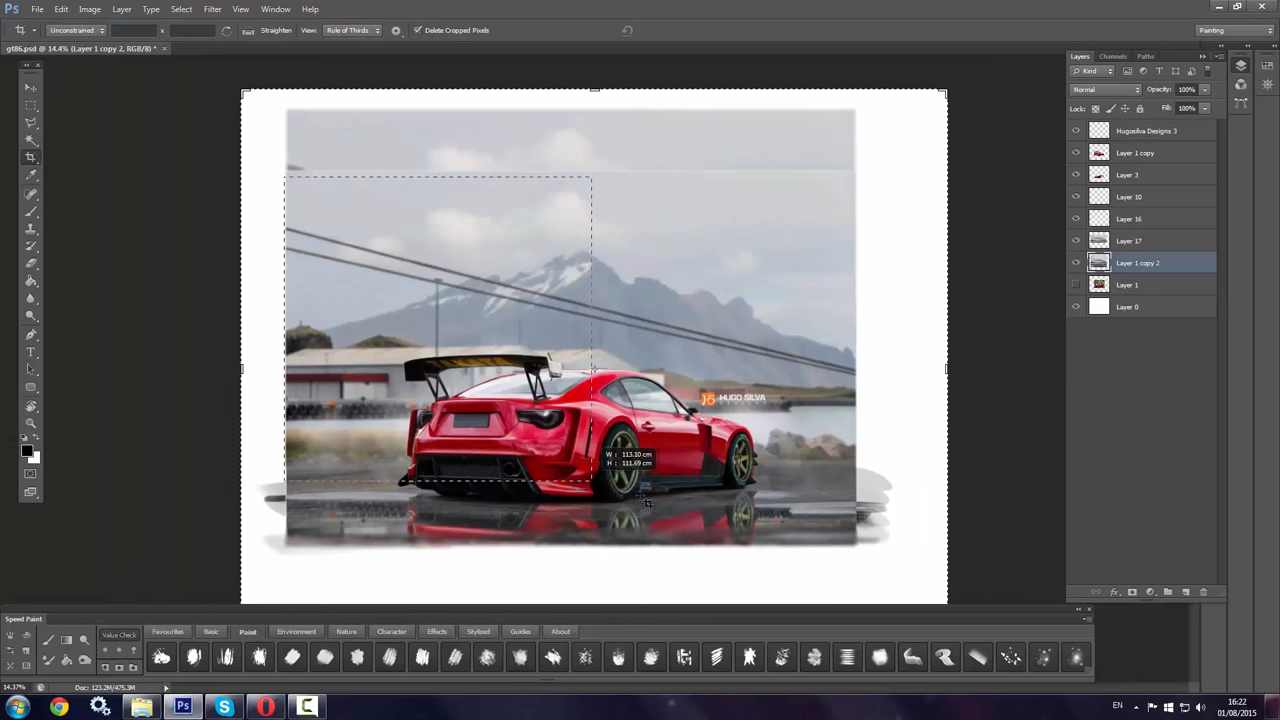 Ps File Edit Image Layer Type Select Filter View Window Help
Unconstrained x Straighten View: Rule of Thirds Delete Cropped Pixels Painting
gt86.psd @ 14.4% (Layer 1 copy 2, RGB/8) * ×
Layers Channels Paths
Kind
Normal Opacity: 100%
Lock: Fill: 100%
Hugosilva Designs 3
Layer 1 copy
Layer 3
Layer 10
Layer 16
Layer 17
Layer 1 copy 2
Layer 1
Layer 0
HUGO SILVA
W : 113.10 cm
H : 111.69 cm
Speed Paint
Value Check Favourites Basic Paint Environment Nature Character Effects Stylized Guides About
14.37% Doc: 123.2M/475.3M
EN 16:22
01/08/2015